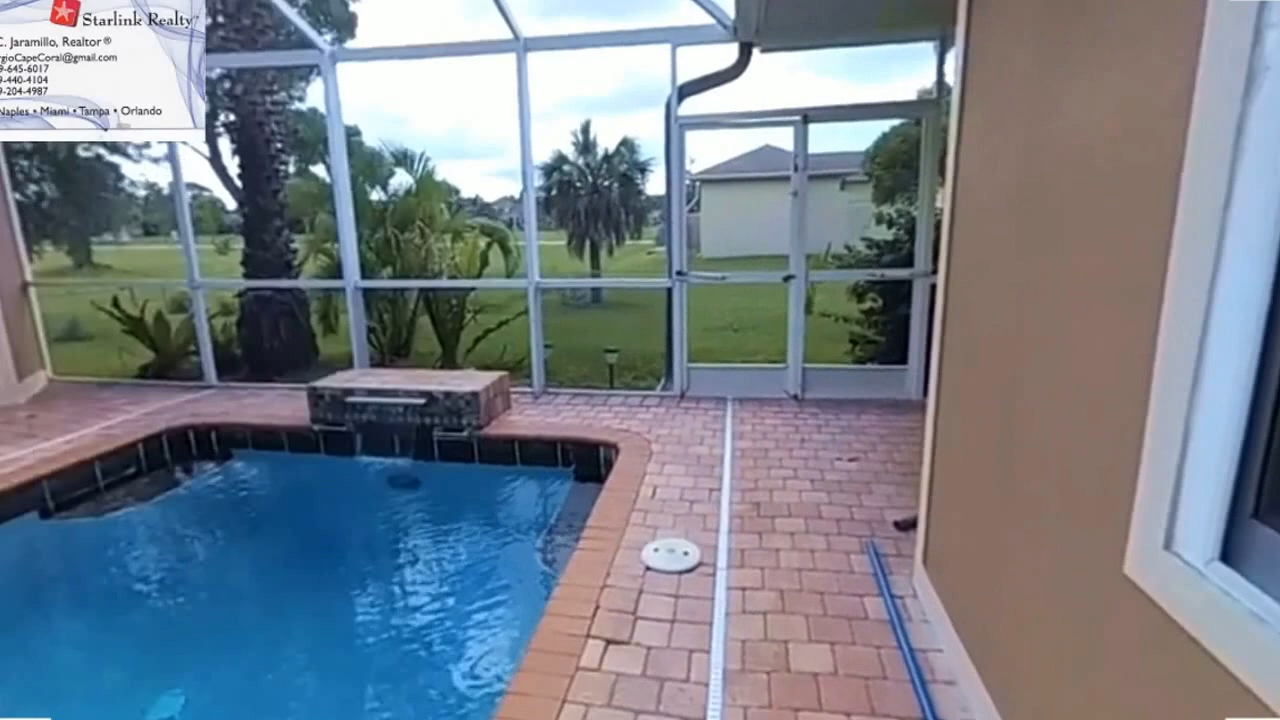 Starlink Realty
C. Jaramillo, Realtor®
rgioCapeCoral@gmail.com
9-645-6017
9-440-4104
9-204-4987
Naples • Miami • Tampa • Orlando